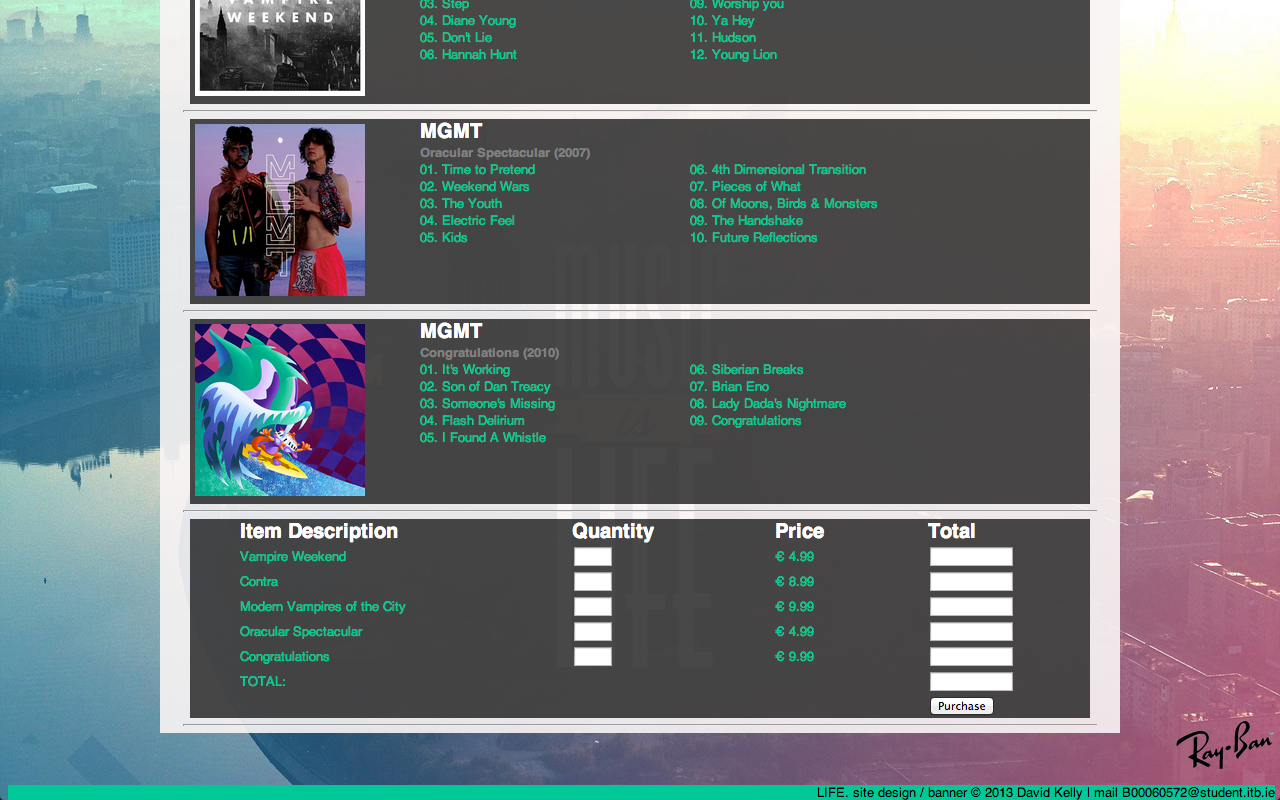 VAMPIRE
WEEKEND
03. Step
04. Diane Young
05. Don't Lie
06. Hannah Hunt
09. Worship you
10. Ya Hey
11. Hudson
12. Young Lion
MGMT
MGMT
Oracular Spectacular (2007)
01. Time to Pretend
02. Weekend Wars
03. The Youth
04. Electric Feel
05. Kids
06. 4th Dimensional Transition
07. Pieces of What
08. Of Moons, Birds & Monsters
09. The Handshake
10. Future Reflections
MGMT
Congratulations (2010)
01. It's Working
02. Son of Dan Treacy
03. Someone's Missing
04. Flash Delirium
05. I Found A Whistle
06. Siberian Breaks
07. Brian Eno
08. Lady Dada's Nightmare
09. Congratulations
MUSIC
is
LIFE
Item Description Quantity Price Total
Vampire Weekend € 4.99
Contra € 8.99
Modern Vampires of the City € 9.99
Oracular Spectacular € 4.99
Congratulations € 9.99
TOTAL:
Purchase
Ray-Ban
LIFE. site design / banner © 2013 David Kelly | mail B00060572@student.itb.ie